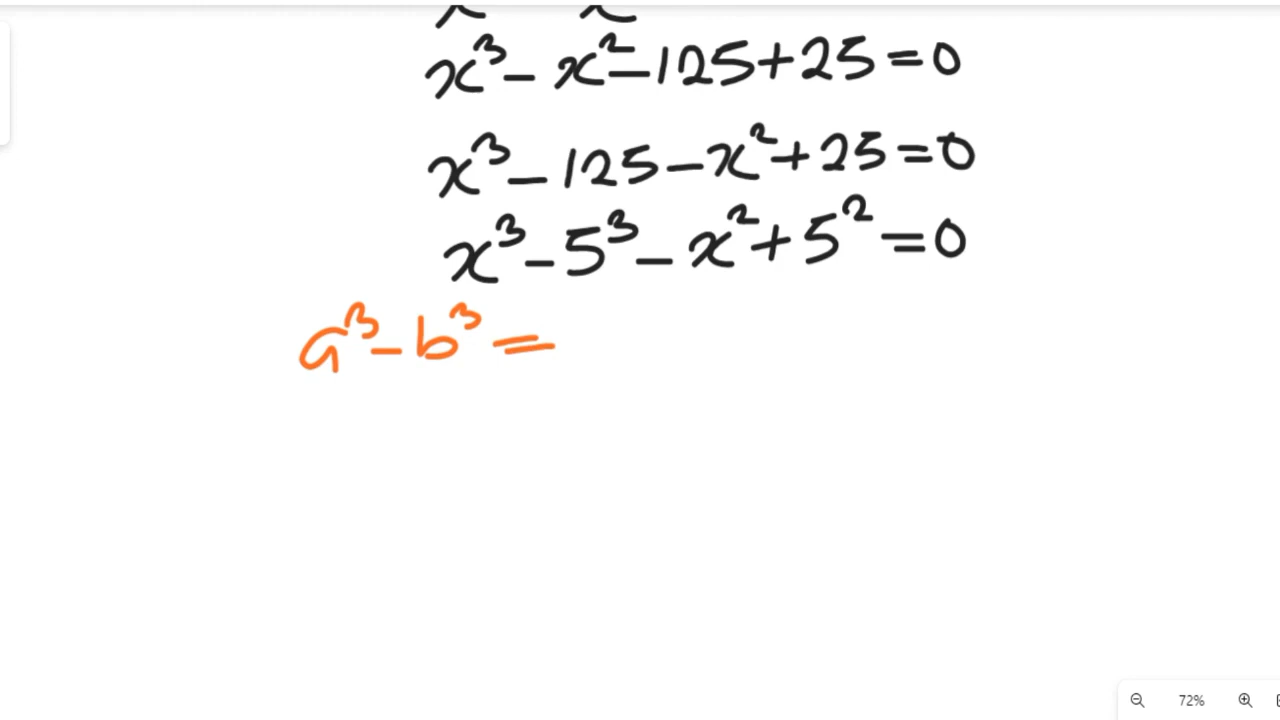 x³ - x² - 125 + 25 = 0
x³ - 125 - x² + 25 = 0
x³ - 5³ - x² + 5² = 0
a³ - b³ =
72%